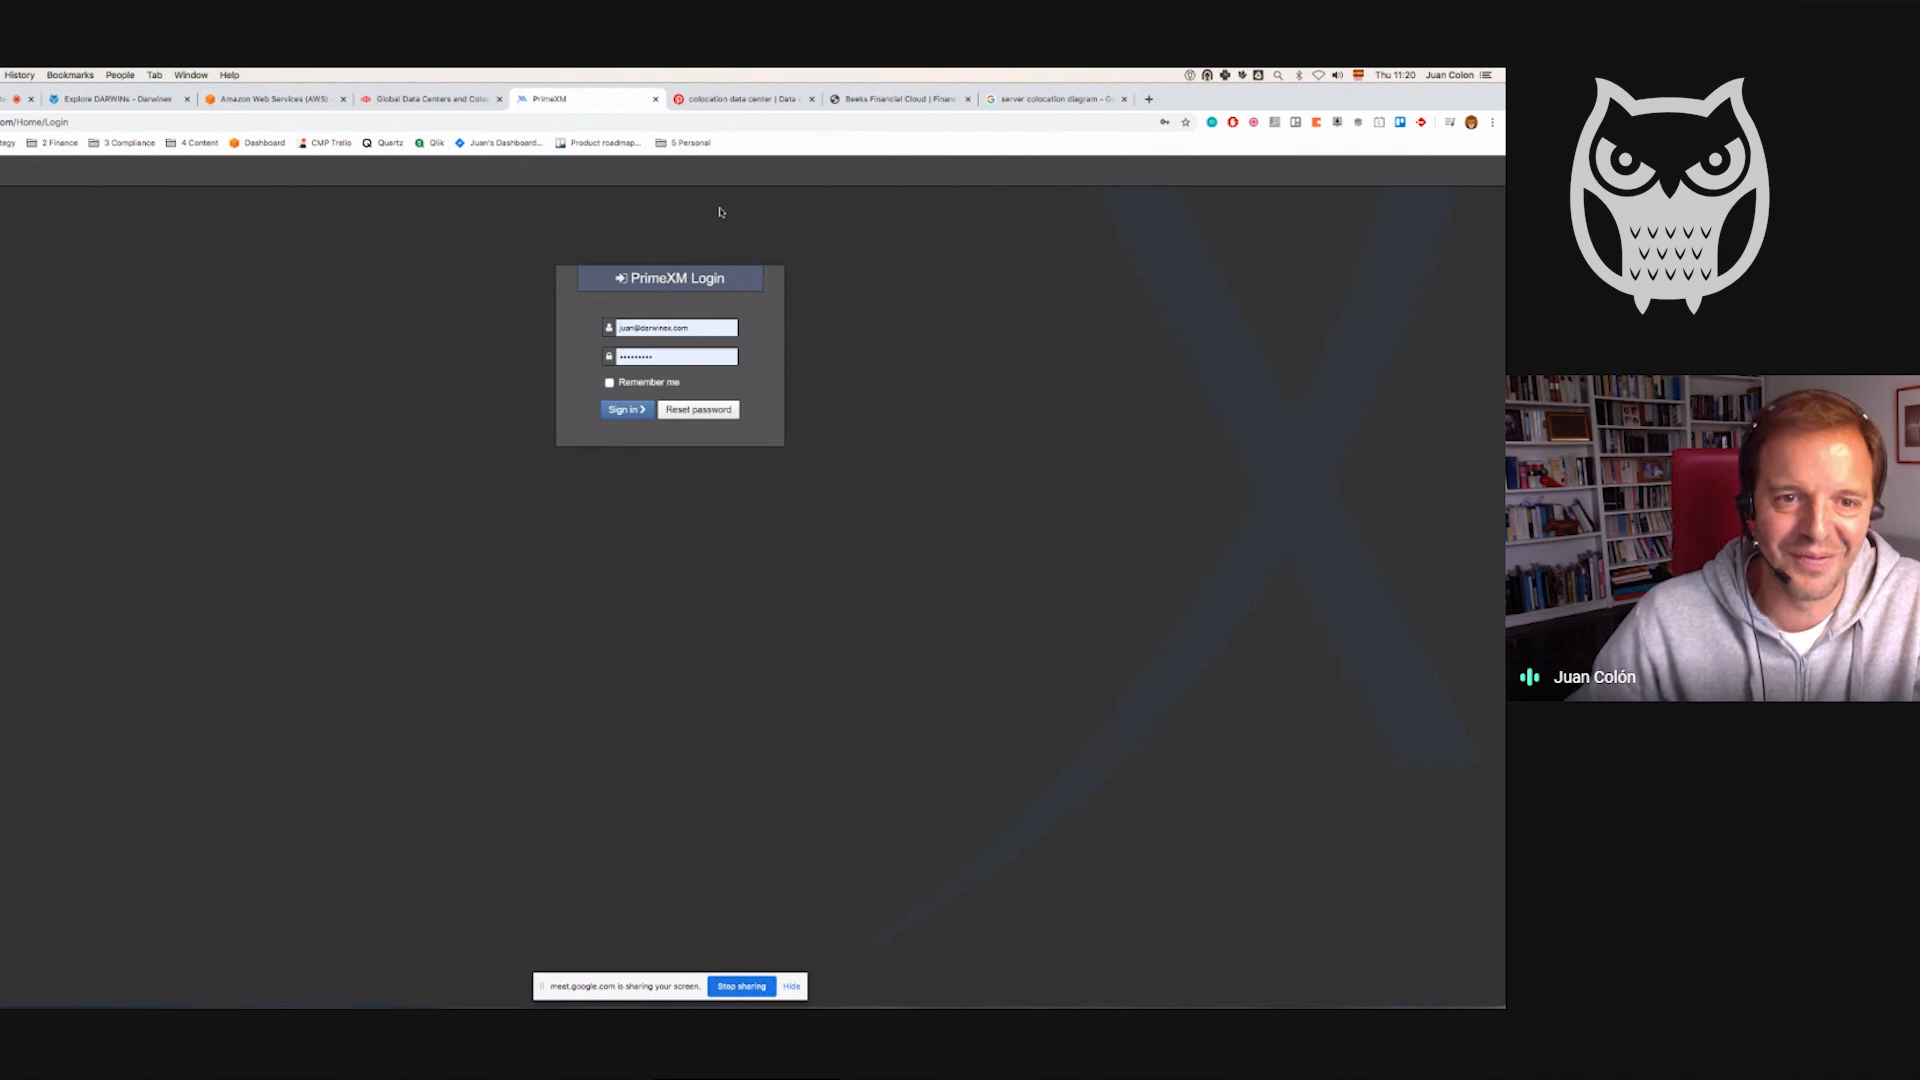 History Bookmarks People Tab Window Help
Thu 11:20 Juan Colon
Explore DARWINs - Darwinex
Amazon Web Services (AWS) -
Global Data Centers and Coloc
PrimeXM
colocation data center | Data c
Beeks Financial Cloud | Financ
server colocation diagram - G
om/Home/Login
tegy 2 Finance 3 Compliance 4 Content Dashboard CMP Trello Quartz Qlik Juan's Dashboard... Product roadmap... 5 Personal
PrimeXM Login
juan@darwinex.com
•••••••••
Remember me
Sign in
Reset password
Juan Colón
meet.google.com is sharing your screen. Stop sharing Hide